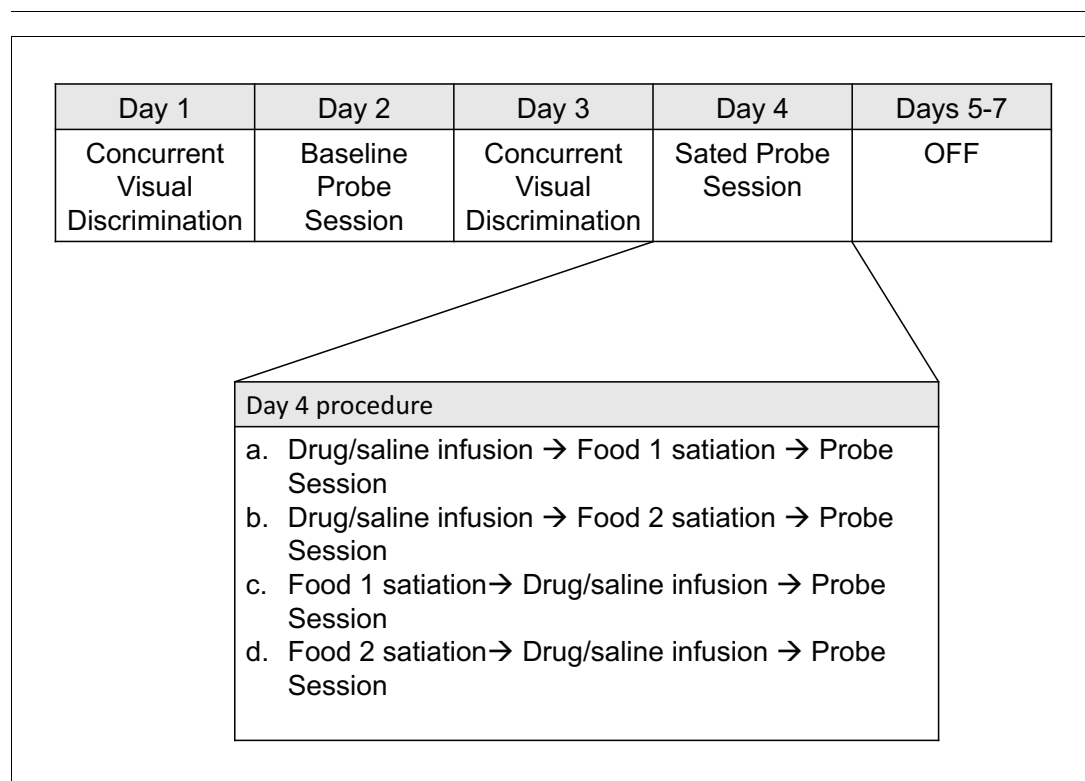 Day 1 Day 2 Day 3 Day 4 Days 5-7
Concurrent Baseline Concurrent Sated Probe OFF
Visual Probe Visual Session
Discrimination Session Discrimination
Day 4 procedure
a. Drug/saline infusion → Food 1 satiation → Probe
Session
b. Drug/saline infusion → Food 2 satiation → Probe
Session
c. Food 1 satiation→ Drug/saline infusion → Probe
Session
d. Food 2 satiation→ Drug/saline infusion → Probe
Session